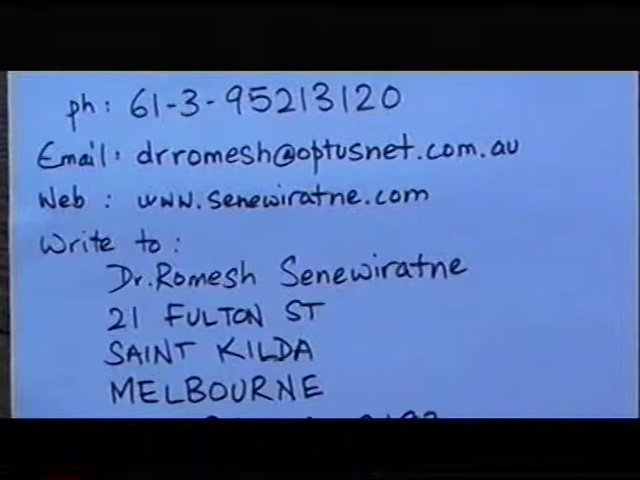 ph: 61-3-95213120
Email: drromesh@optusnet.com.au
Web : www.senewiratne.com
Write to :
Dr. Romesh Senewiratne
21 FULTON ST
SAINT KILDA
MELBOURNE